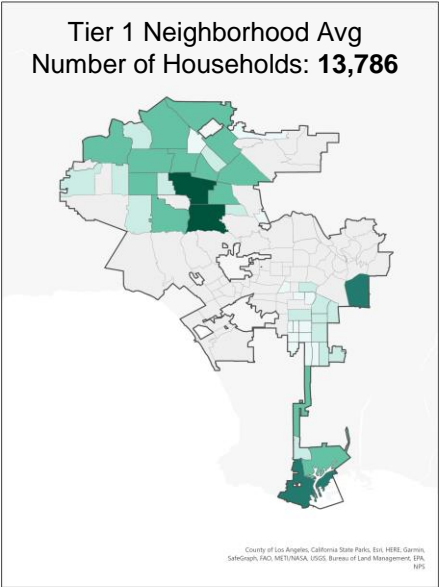 Tier 1 Neighborhood Avg
Number of Households: 13,786
County of Los Angeles, California State Parks, Esri, HERE, Garmin,
SafeGraph, FAO, METI/NASA, USGS, Bureau of Land Management, EPA,
NPS